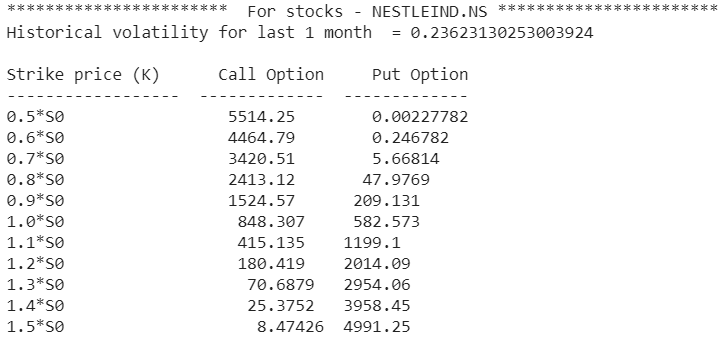 ***********************  For stocks - NESTLEIND.NS ***********************
Historical volatility for last 1 month  = 0.23623130253003924
Strike price (K)      Call Option     Put Option
------------------  -------------  -------------
0.5*S0                 5514.25        0.00227782
0.6*S0                 4464.79        0.246782
0.7*S0                 3420.51        5.66814
0.8*S0                 2413.12       47.9769
0.9*S0                 1524.57      209.131
1.0*S0                  848.307     582.573
1.1*S0                  415.135    1199.1
1.2*S0                  180.419    2014.09
1.3*S0                   70.6879   2954.06
1.4*S0                   25.3752   3958.45
1.5*S0                    8.47426  4991.25